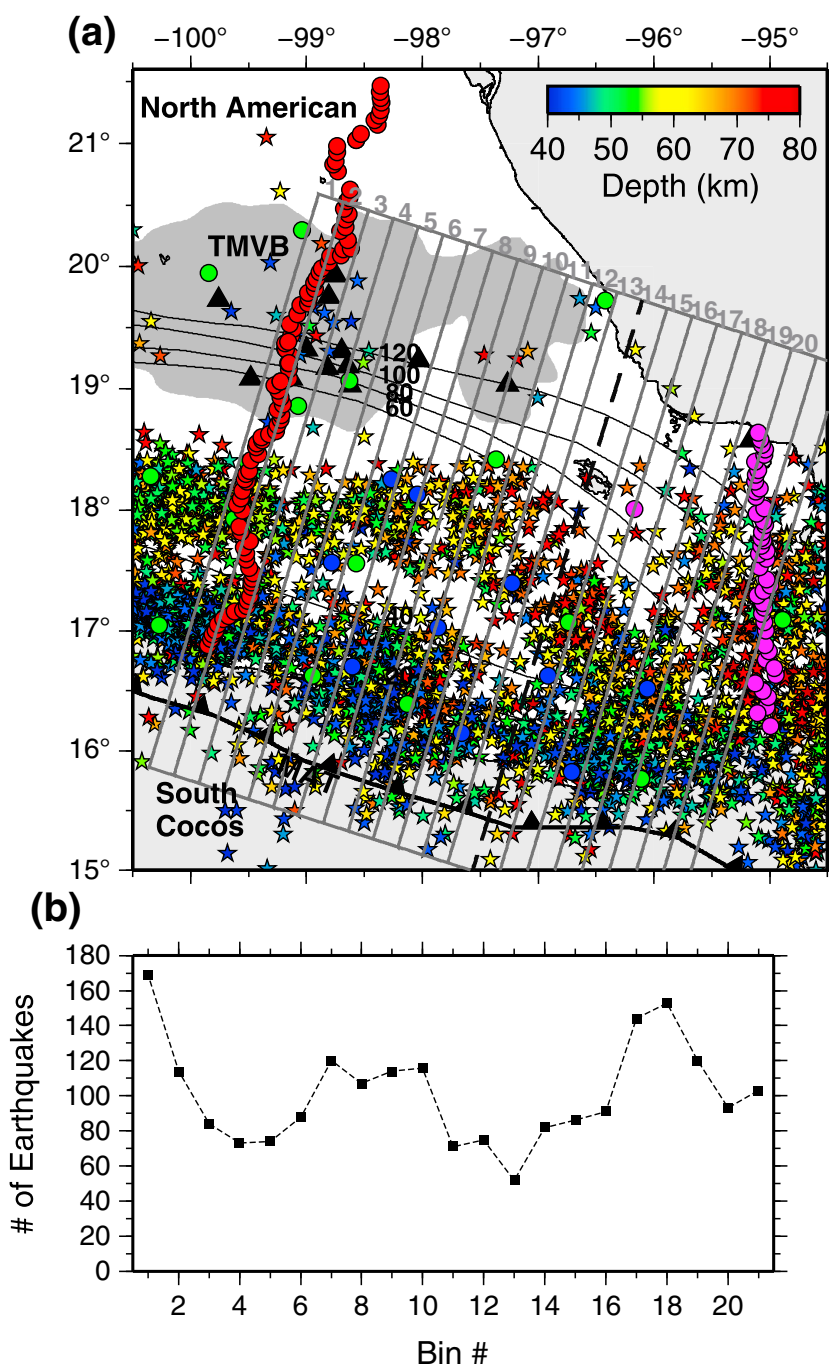 (a)
−100° −99° −98° −97° −96° −95°
North American
40 50 60 70 80
Depth (km)
21°
20°
19°
18°
17°
16°
15°
1 2 3 4 5 6 7 8 9 10 11 12 13 14 15 16 17 18 19 20
TMVB
120
100
80
60
40
MAT
South
Cocos
(b)
180
160
140
120
100
80
60
40
20
0
# of Earthquakes
2 4 6 8 10 12 14 16 18 20
Bin #